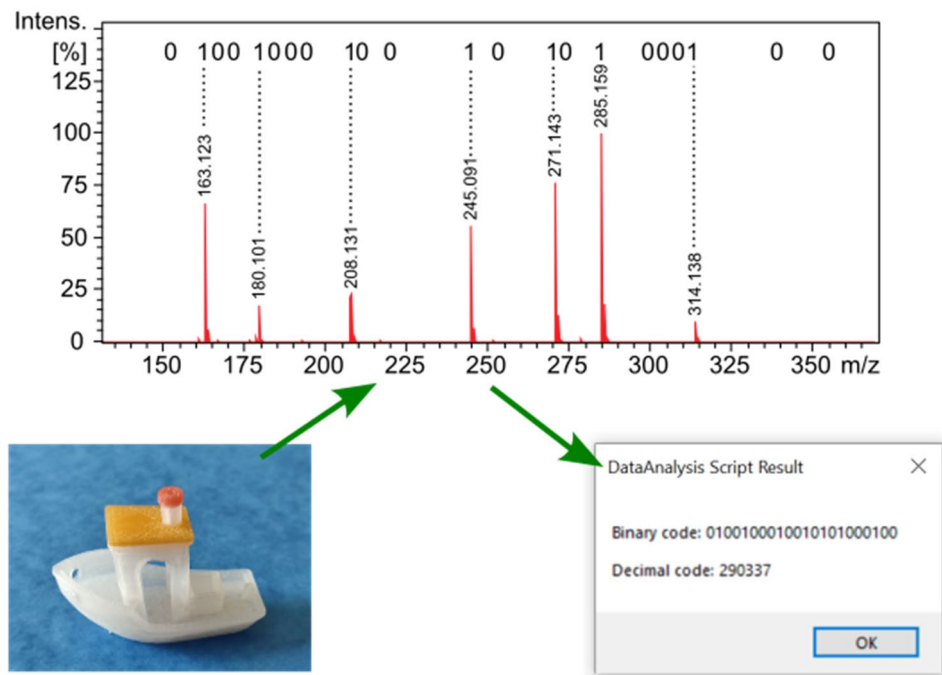 Intens.
[%]
0 100 1000 10 0 1 0 10 1 0001 0 0
125
100
75
50
25
0
163.123
180.101
208.131
245.091
271.143
285.159
314.138
150 175 200 225 250 275 300 325 350 m/z
DataAnalysis Script Result
Binary code: 0100100010010101000100
Decimal code: 290337
OK